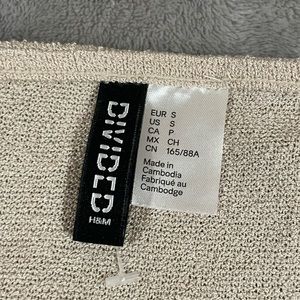 DIVIDED
H&M
EUR S
US S
CA P
MX CH
CN 165/88A
Made in
Cambodia
Fabriqué au
Cambodge